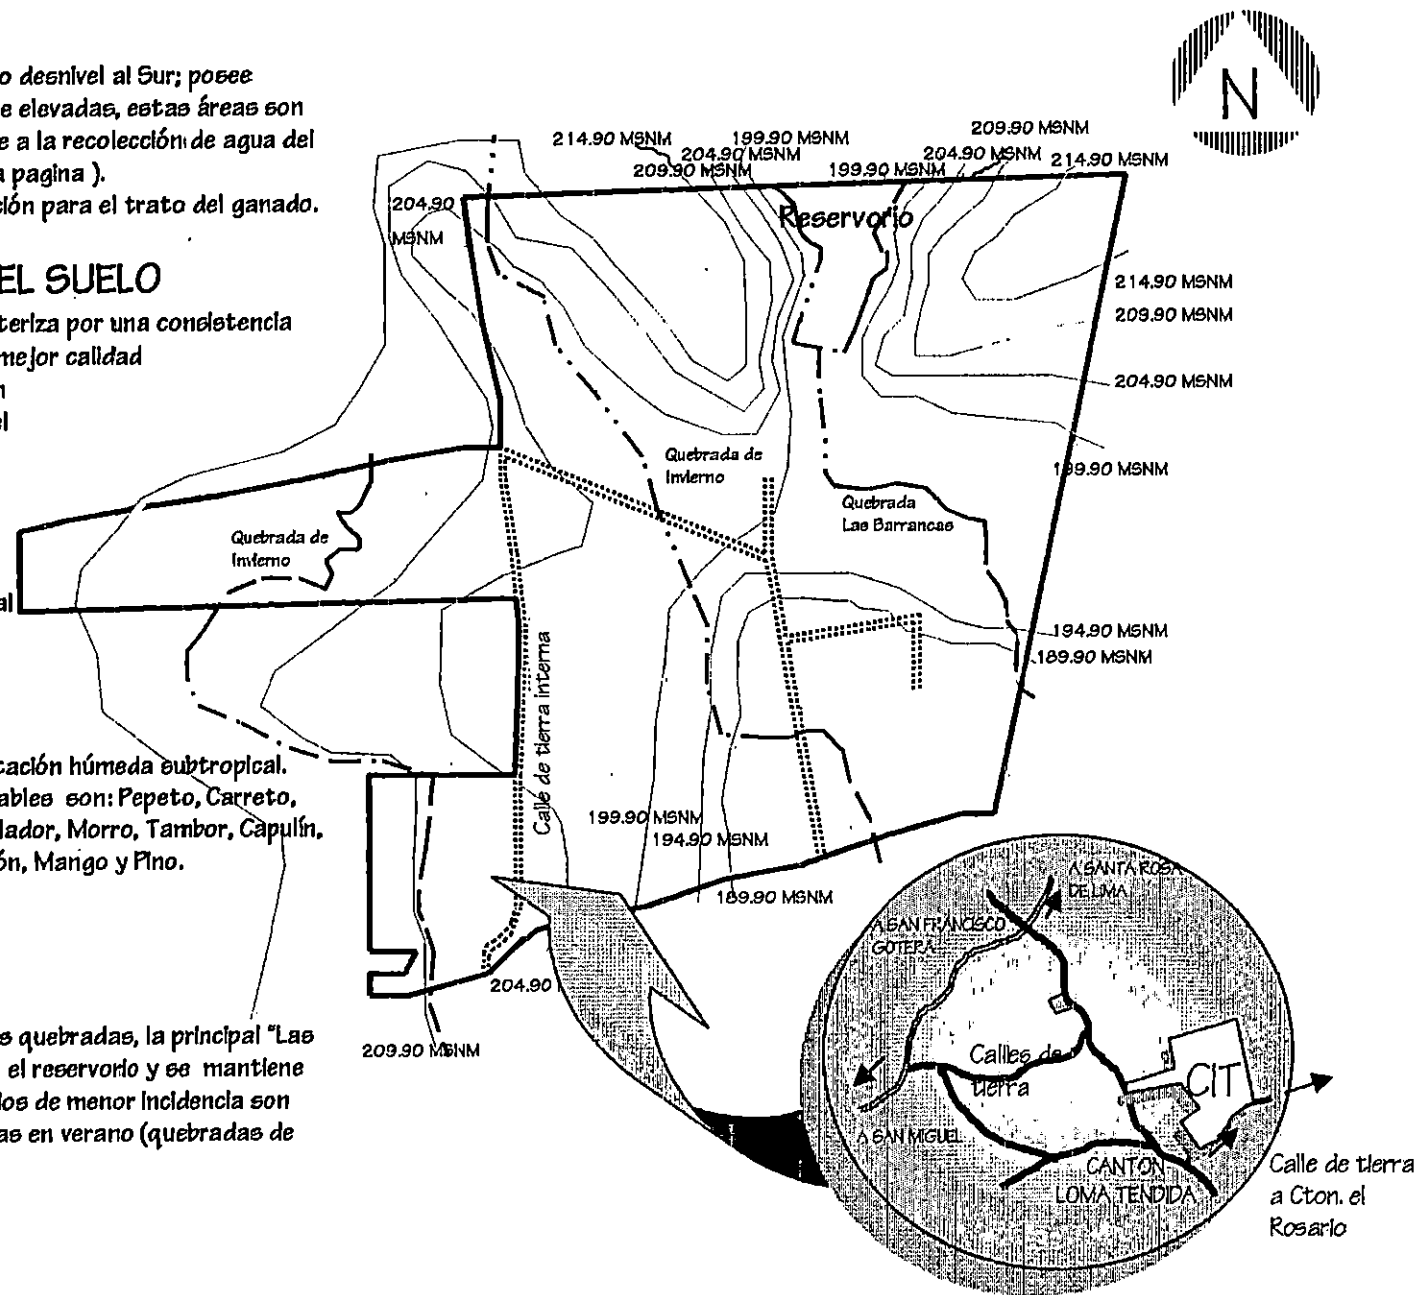 o desnivel al Sur; posee
e elevadas, estas áreas son
e a la recolección de agua del
a pagina ).
ción para el trato del ganado.
EL SUELO
teriza por una consistencia
mejor calidad
n
el
al
tación húmeda subtropical.
ables son: Pepeto, Carreto,
lador, Morro, Tambor, Capulín,
ón, Mango y Pino.
s quebradas, la principal "Las
el reservorio y se mantiene
los de menor incidencia son
as en verano (quebradas de
N
214.90 MSNM
199.90 MSNM
209.90 MSNM
204.90 MSNM
204.90 MSNM
209.90 MSNM
199.90 MSNM
214.90 MSNM
204.90
MSNM
Reservorio
214.90 MSNM
209.90 MSNM
204.90 MSNM
199.90 MSNM
Quebrada de
Invierno
Quebrada
Las Barrancas
Quebrada de
Invierno
194.90 MSNM
189.90 MSNM
Calle de tierra interna
199.90 MSNM
194.90 MSNM
189.90 MSNM
204.90
209.90 MSNM
A SANTA ROSA
DE LIMA
A SAN FRANCISCO
GOTERA
Calles de
tierra
CIT
A SAN MIGUEL
CANTON
LOMA TENDIDA
Calle de tierra
a Cton. el
Rosario